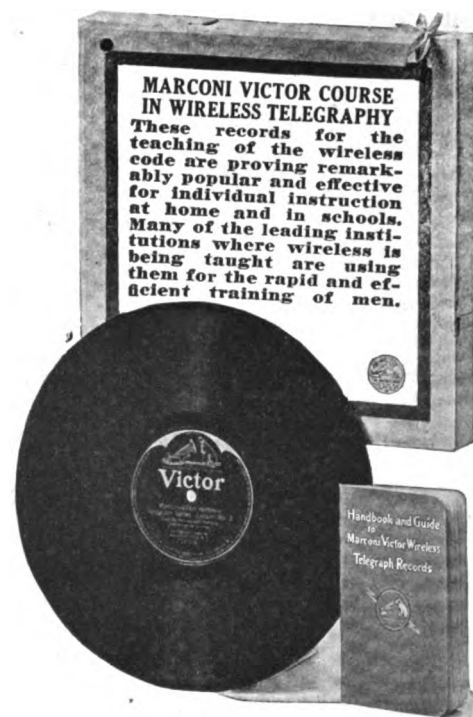 MARCONI VICTOR COURSE
IN WIRELESS TELEGRAPHY
These records for the
teaching of the wireless
code are proving remark-
ably popular and effective
for individual instruction
at home and in schools.
Many of the leading insti-
tutions where wireless is
being taught are using
them for the rapid and ef-
ficient training of men.
Victor
Handbook and Guide
to
Marconi Victor Wireless
Telegraph Records